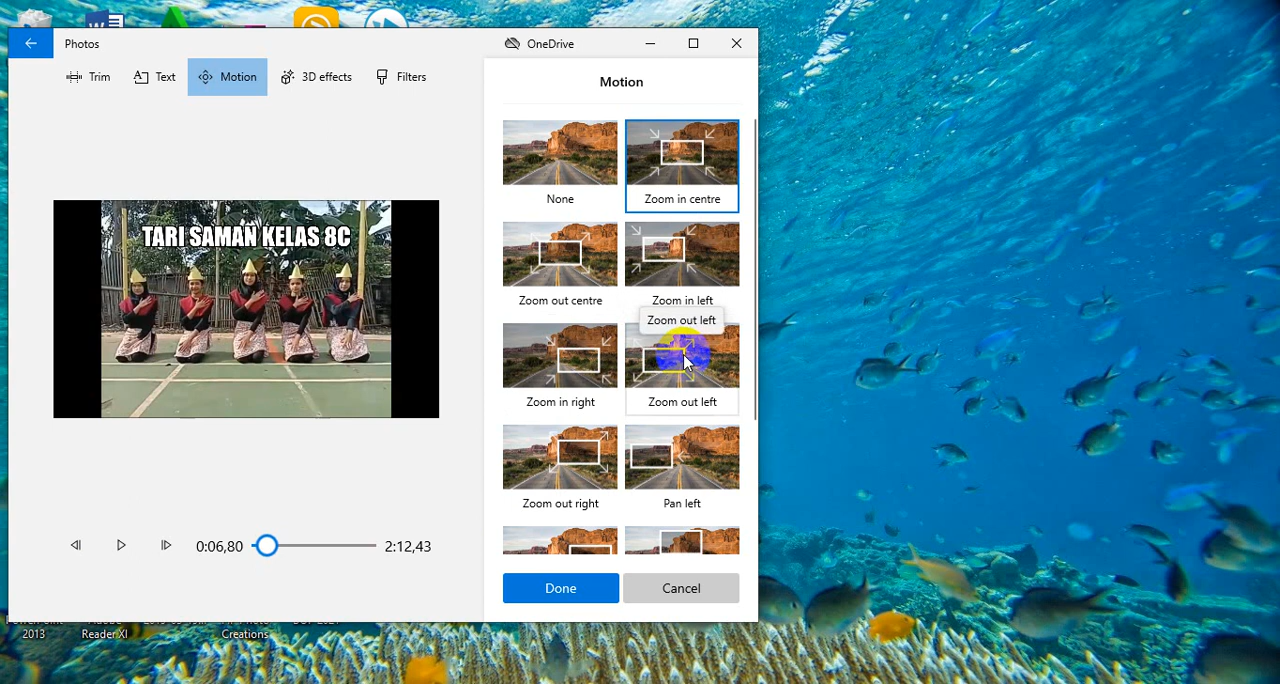 Photos
OneDrive
Trim
Text
Motion
3D effects
Filters
Motion
None
Zoom in centre
Zoom out centre
Zoom in left
Zoom out left
Zoom in right
Zoom out left
Zoom out right
Pan left
TARI SAMAN KELAS 8C
0:06,80
2:12,43
Done
Cancel
2013
Reader XI
Creations